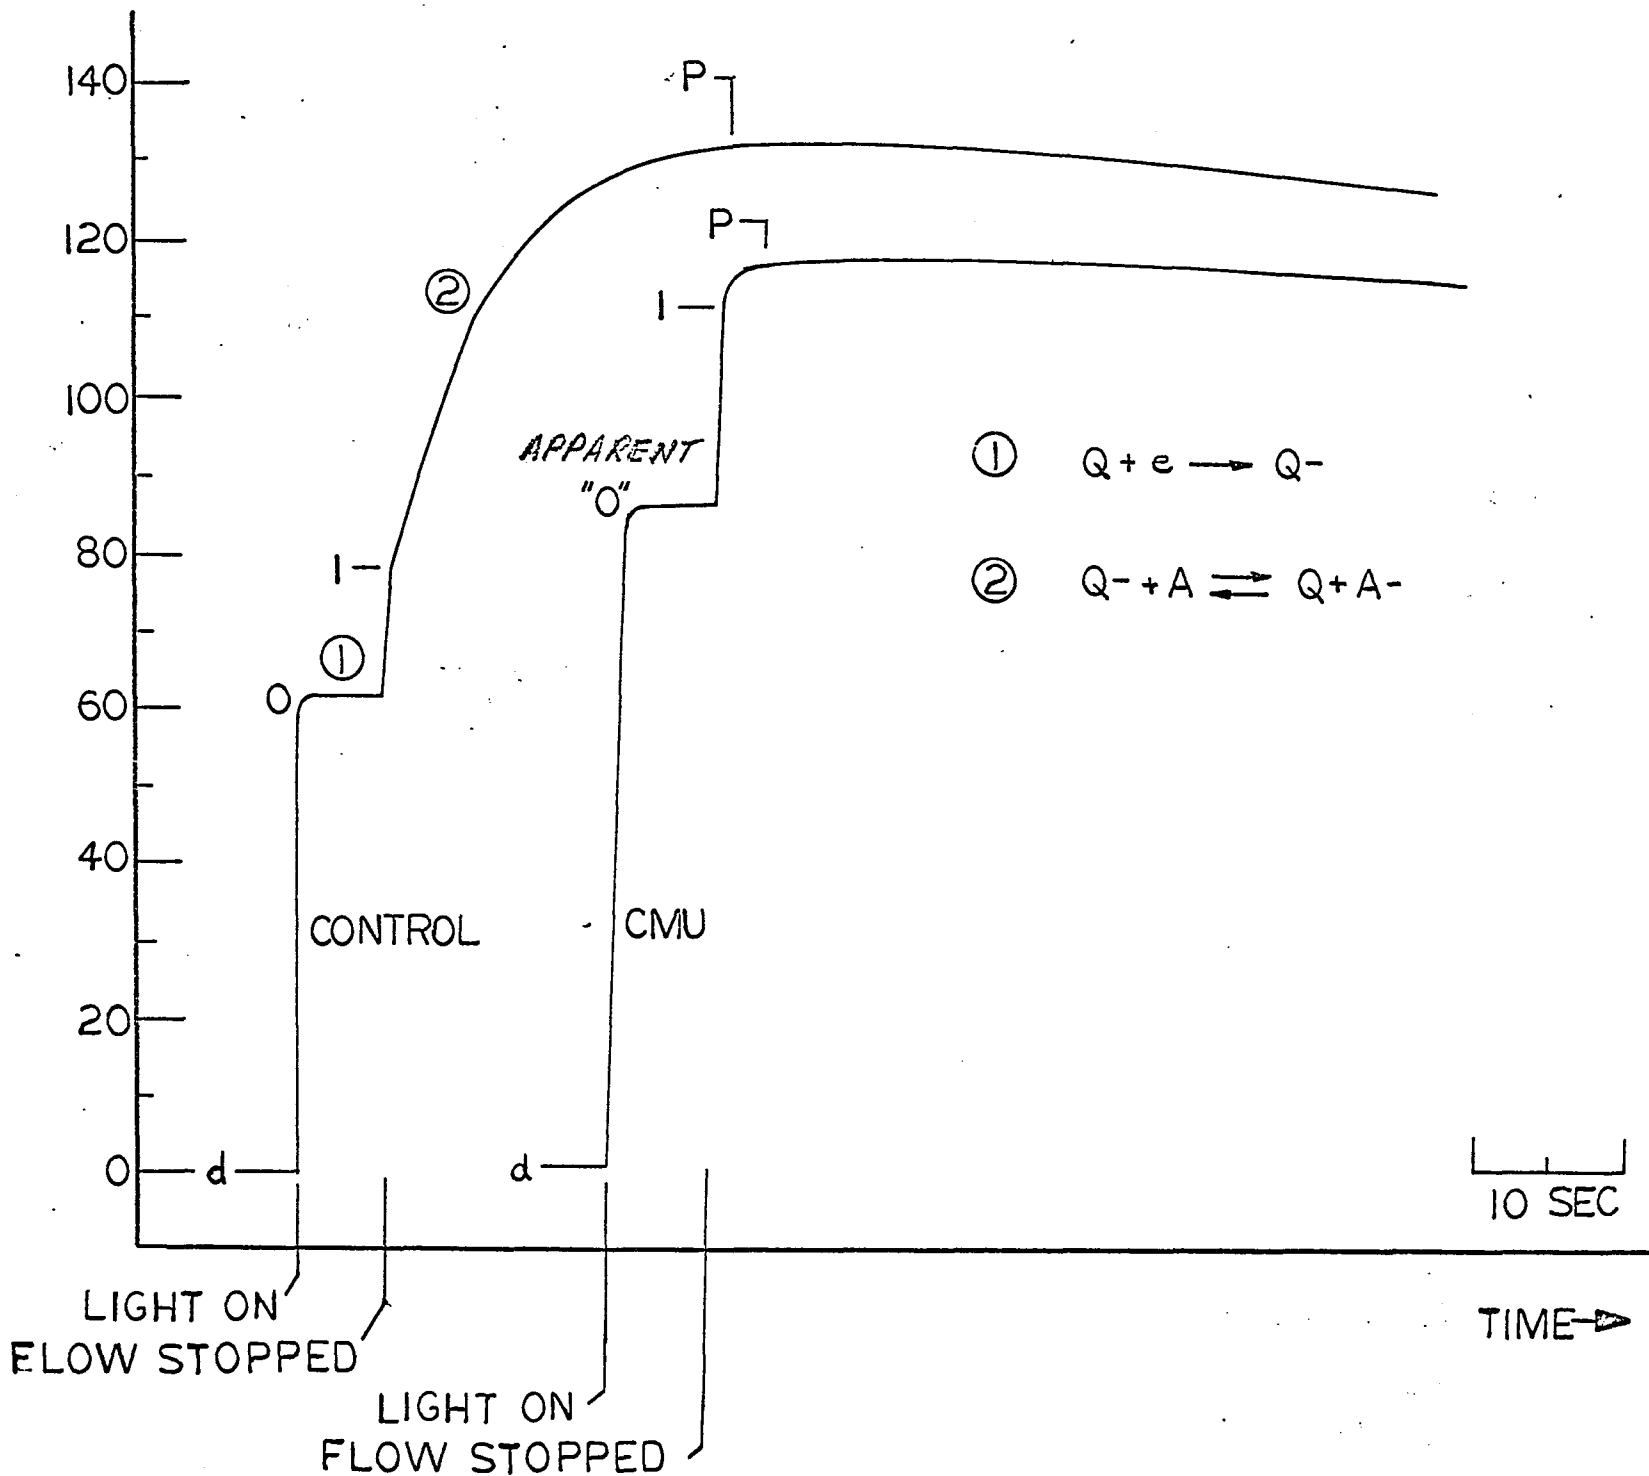 140
P
120
P
②
I
100
APPARENT
① Q + e → Q-
"O"
80
I
② Q- + A ⇌ Q + A-
①
60
O
40
CONTROL
CMU
20
0
d
d
10 SEC
LIGHT ON
TIME
ELOW STOPPED
LIGHT ON
FLOW STOPPED